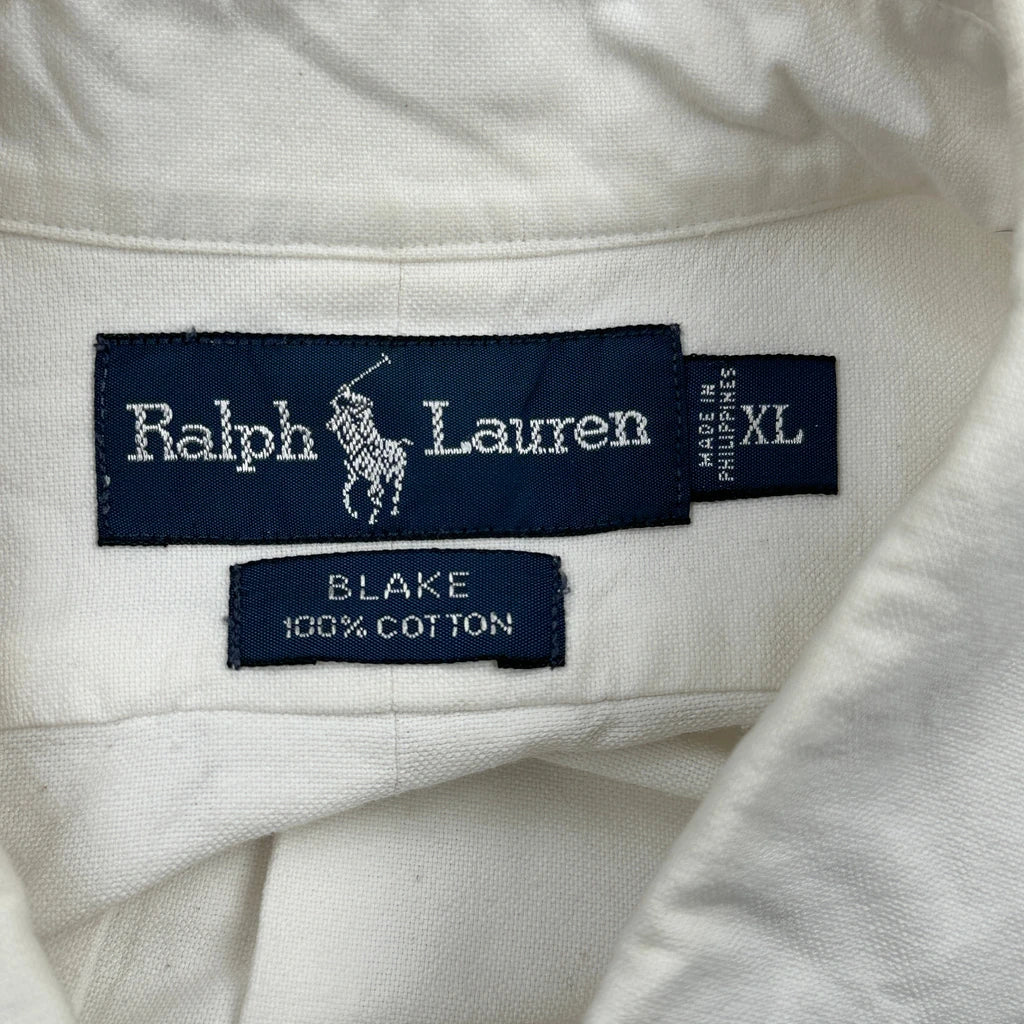 Ralph Lauren
MADE IN
PHILIPPINES
XL
BLAKE
100% COTTON